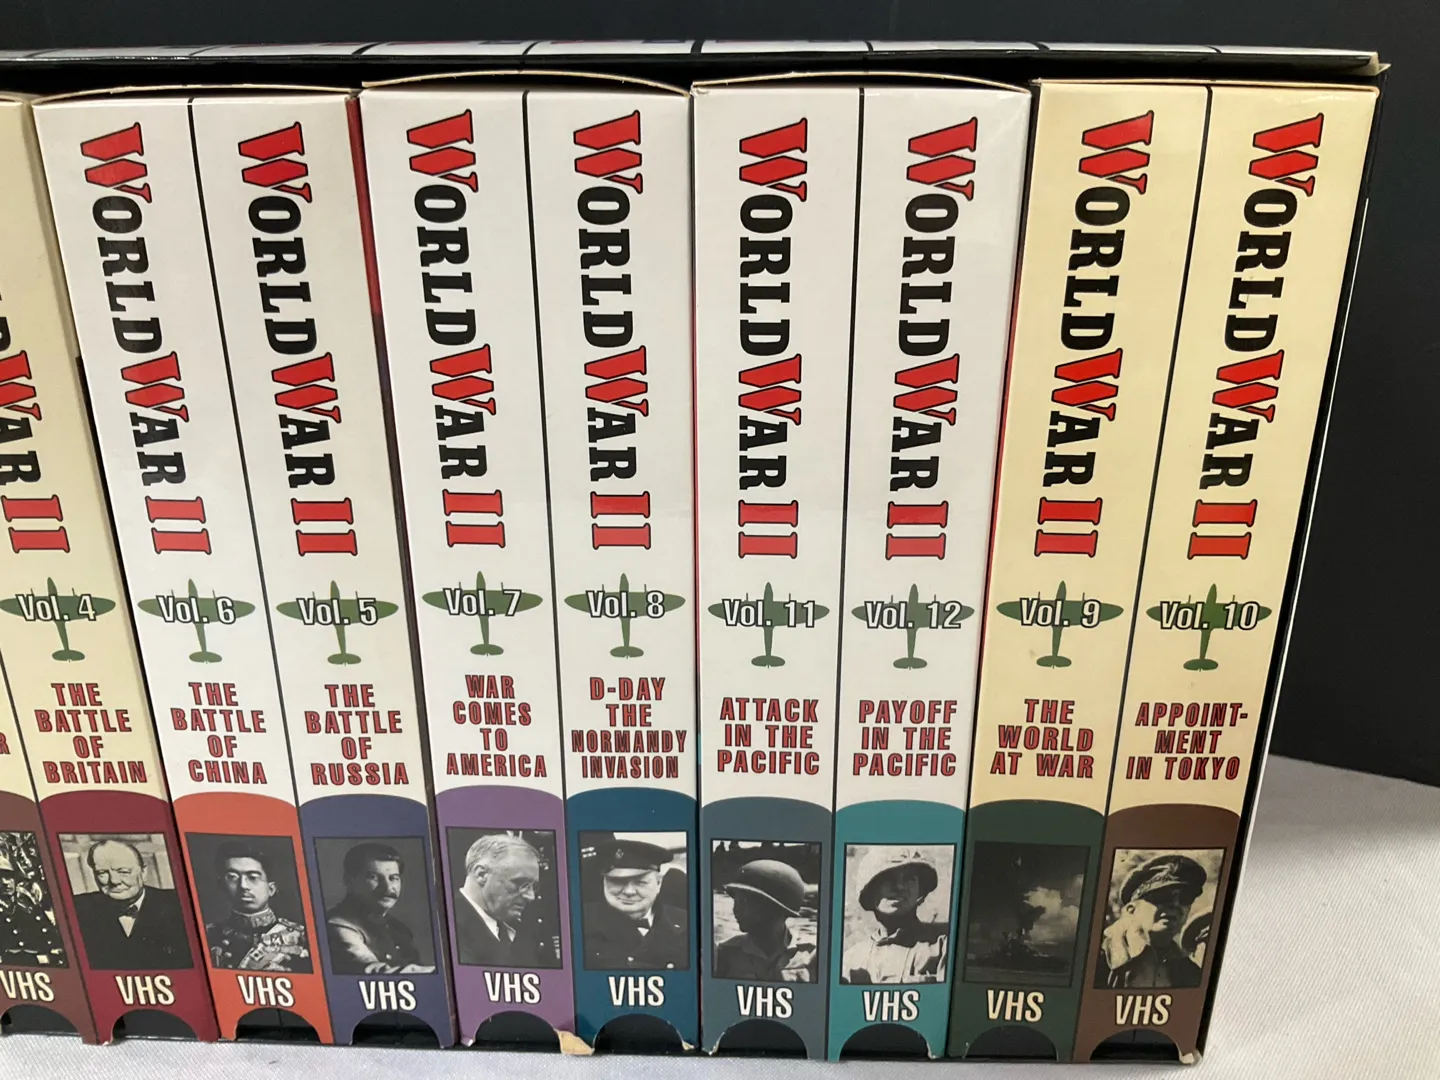 WORLD WAR II
Vol. 4
THE
BATTLE
OF
BRITAIN
VHS
VHS
WORLD WAR II
Vol. 6
THE
BATTLE
OF
CHINA
VHS
WORLD WAR II
Vol. 5
THE
BATTLE
OF
RUSSIA
VHS
WORLD WAR II
Vol. 7
WAR
COMES
TO
AMERICA
VHS
WORLD WAR II
Vol. 8
D-DAY
THE
NORMANDY
INVASION
VHS
WORLD WAR II
Vol. 11
ATTACK
IN THE
PACIFIC
VHS
WORLD WAR II
Vol. 12
PAYOFF
IN THE
PACIFIC
VHS
WORLD WAR II
Vol. 9
THE
WORLD
AT WAR
VHS
WORLD WAR II
Vol. 10
APPOINT-
MENT
IN TOKYO
VHS